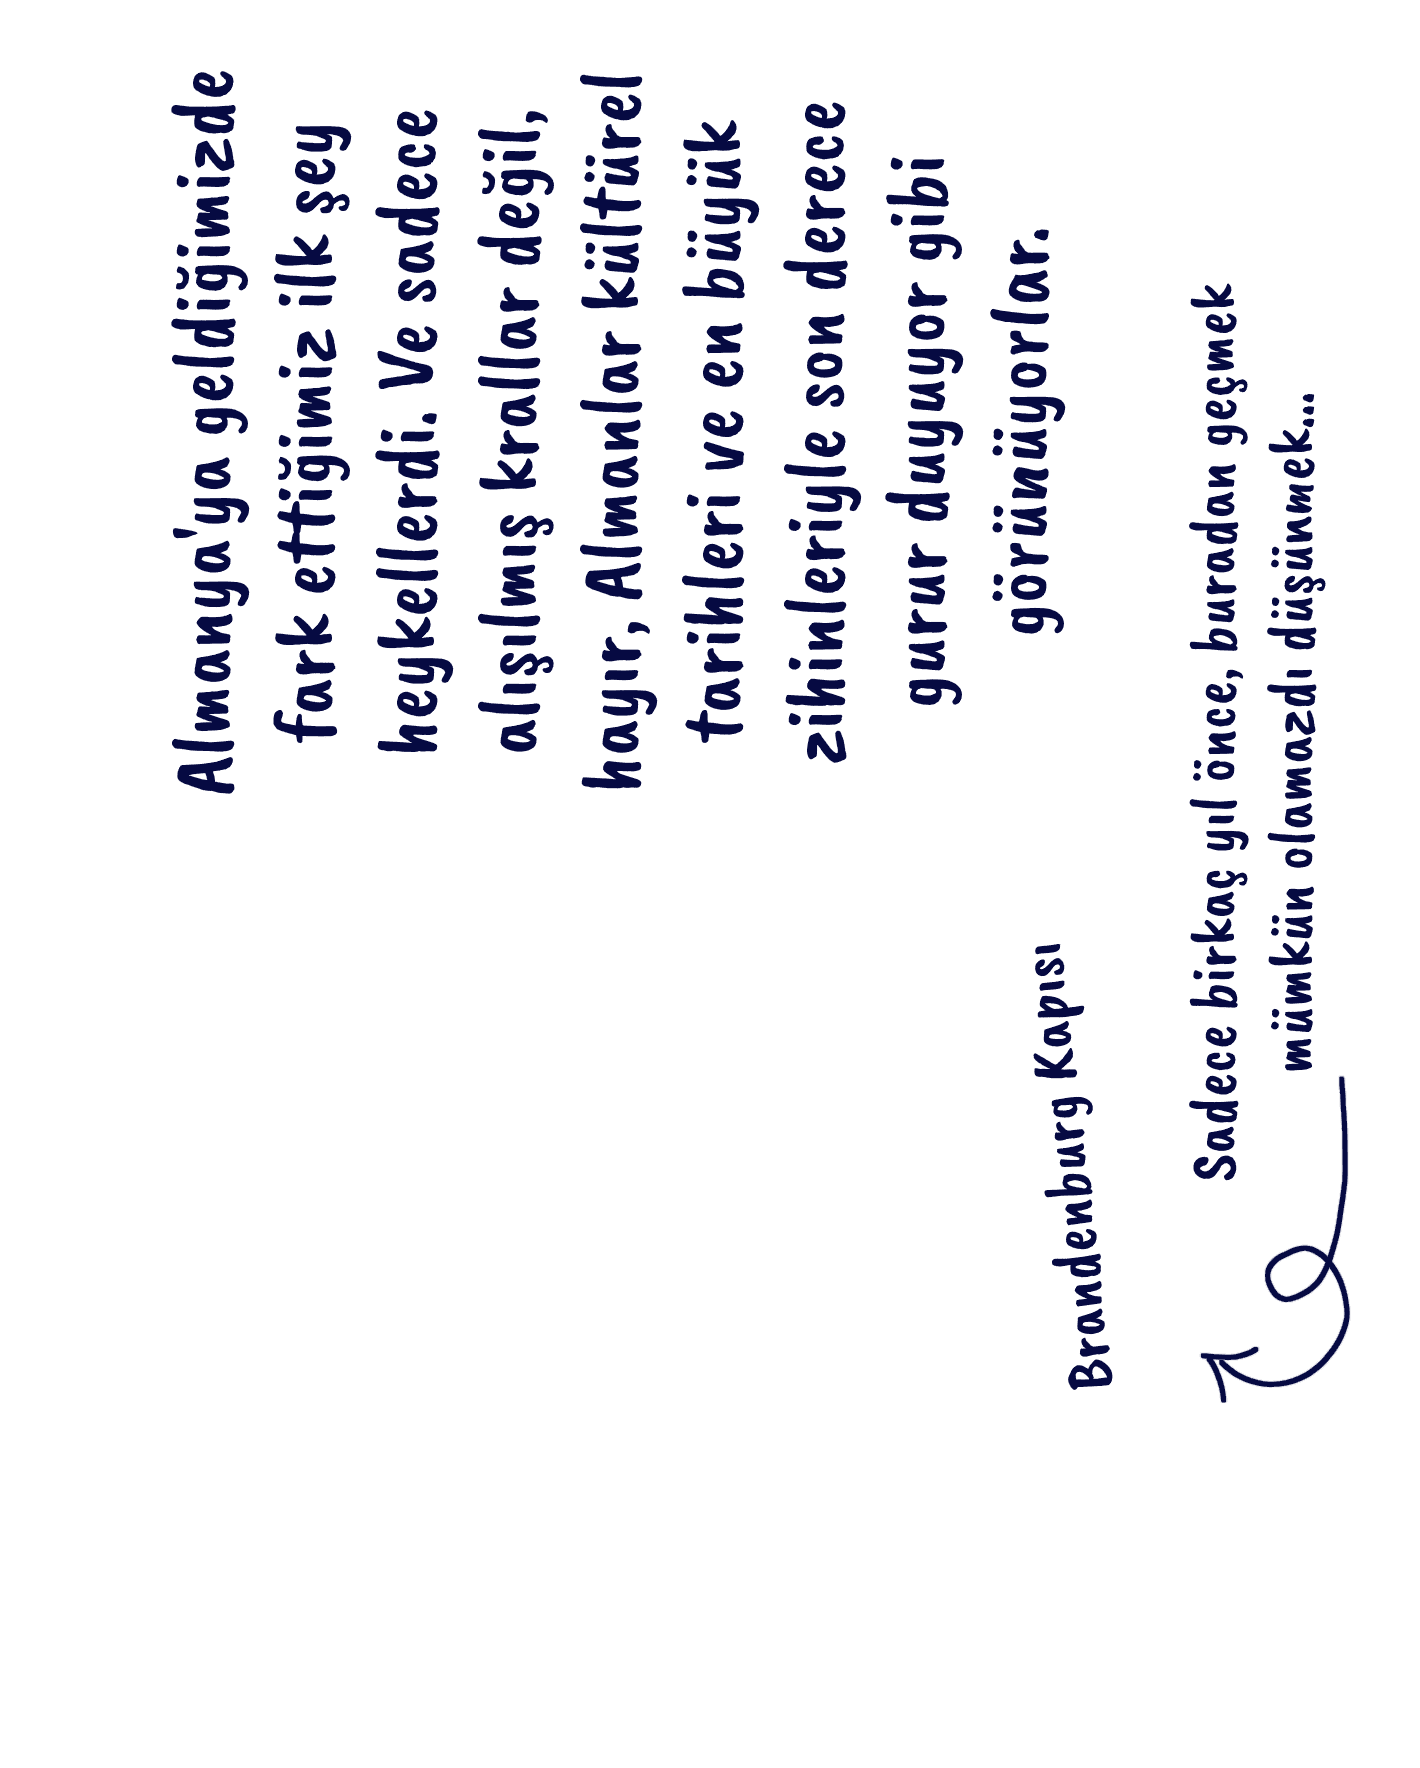 Almanya'ya geldiğimizde
fark ettiğimiz ilk şey
heykellerdi. Ve sadece
alışılmış krallar değil,
hayır, Almanlar kültürel
tarihleri ve en büyük
zihinleriyle son derece
gurur duyuyor gibi
görünüyorlar.
Brandenburg Kapısı
Sadece birkaç yıl önce, buradan geçmek
mümkün olamazdı düşünmek...